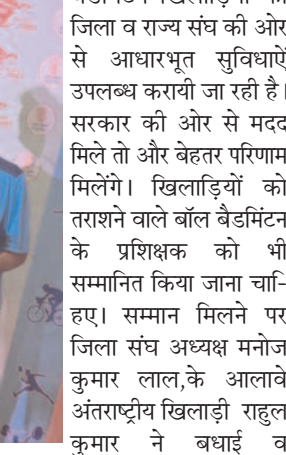 जिला व राज्य संघ की ओर
से आधारभूत सुविधाऐं
उपलब्ध करायी जा रही है।
सरकार की ओर से मदद
मिले तो और बेहतर परिणाम
मिलेंगे। खिलाड़ियों को
तराशने वाले बॉल बैडमिंटन
के प्रशिक्षक को भी
सम्मानित किया जाना चा-
हिए। सम्मान मिलने पर
जिला संघ अध्यक्ष मनोज
कुमार लाल,के आलावे
अंतराष्ट्रीय खिलाड़ी राहुल
कुमार ने बधाई व